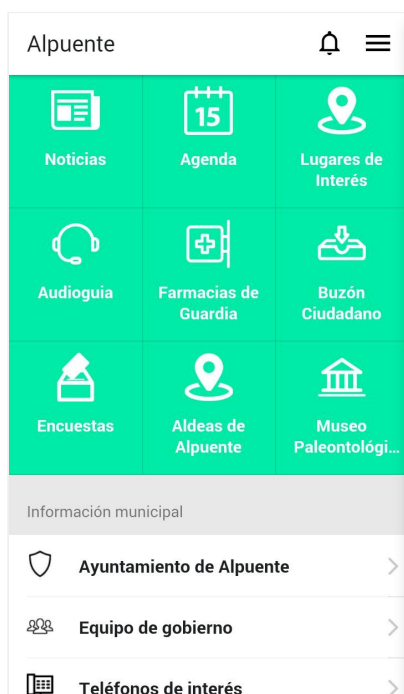 Alpuente
15
Noticias
Agenda
Lugares de
Interés
Audioguia
Farmacias de
Guardia
Buzón
Ciudadano
Encuestas
Aldeas de
Alpuente
Museo
Paleontológi...
Información municipal
Ayuntamiento de Alpuente
Equipo de gobierno
Teléfonos de interés